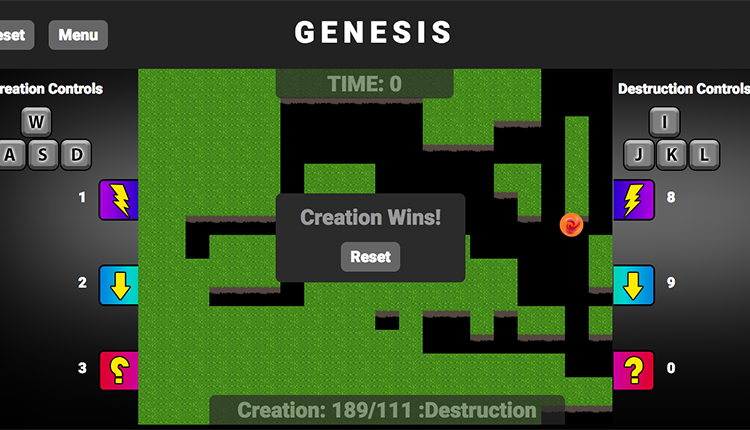 GENESIS
eset
Menu
TIME: 0
reation Controls
W
A S D
1
2
3
Destruction Controls
I
J K L
8
9
0
Creation Wins!
Reset
Creation: 189/111 :Destruction